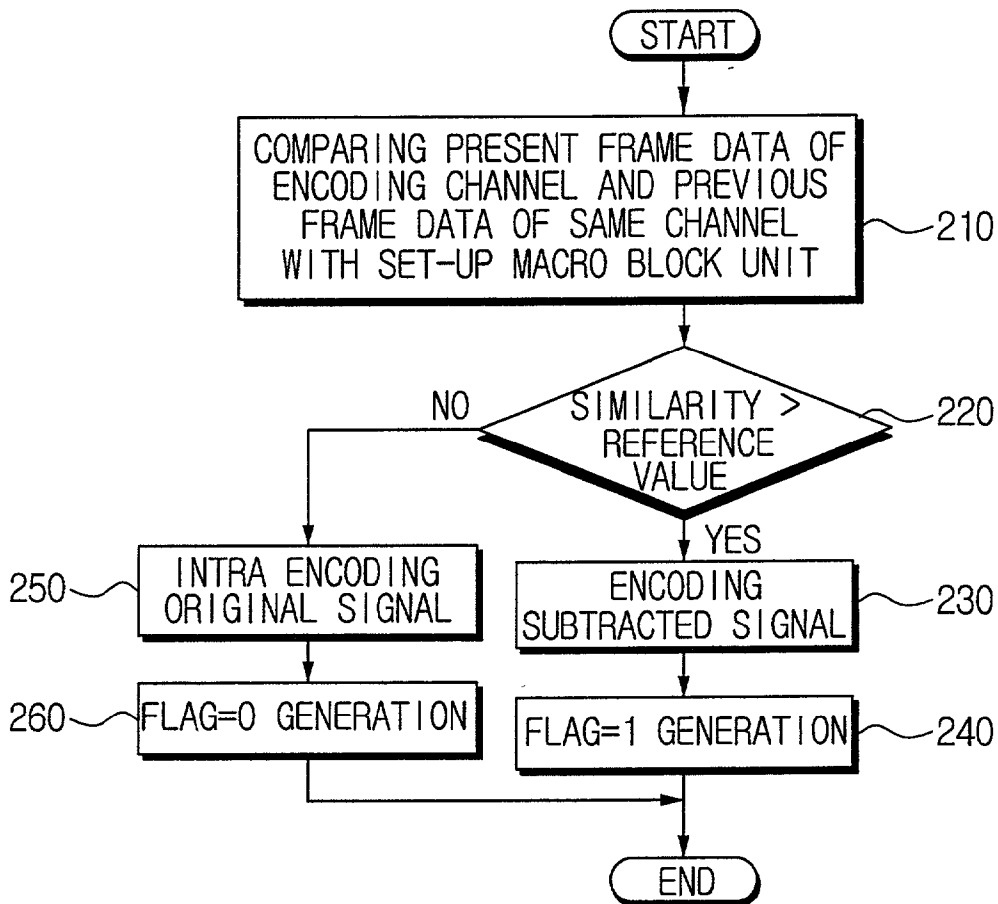 START
COMPARING PRESENT FRAME DATA OF
ENCODING CHANNEL AND PREVIOUS
FRAME DATA OF SAME CHANNEL
WITH SET-UP MACRO BLOCK UNIT
210
NO
SIMILARITY >
REFERENCE
VALUE
220
YES
250
INTRA ENCODING
ORIGINAL SIGNAL
ENCODING
SUBTRACTED SIGNAL
230
260
FLAG=0 GENERATION
FLAG=1 GENERATION
240
END